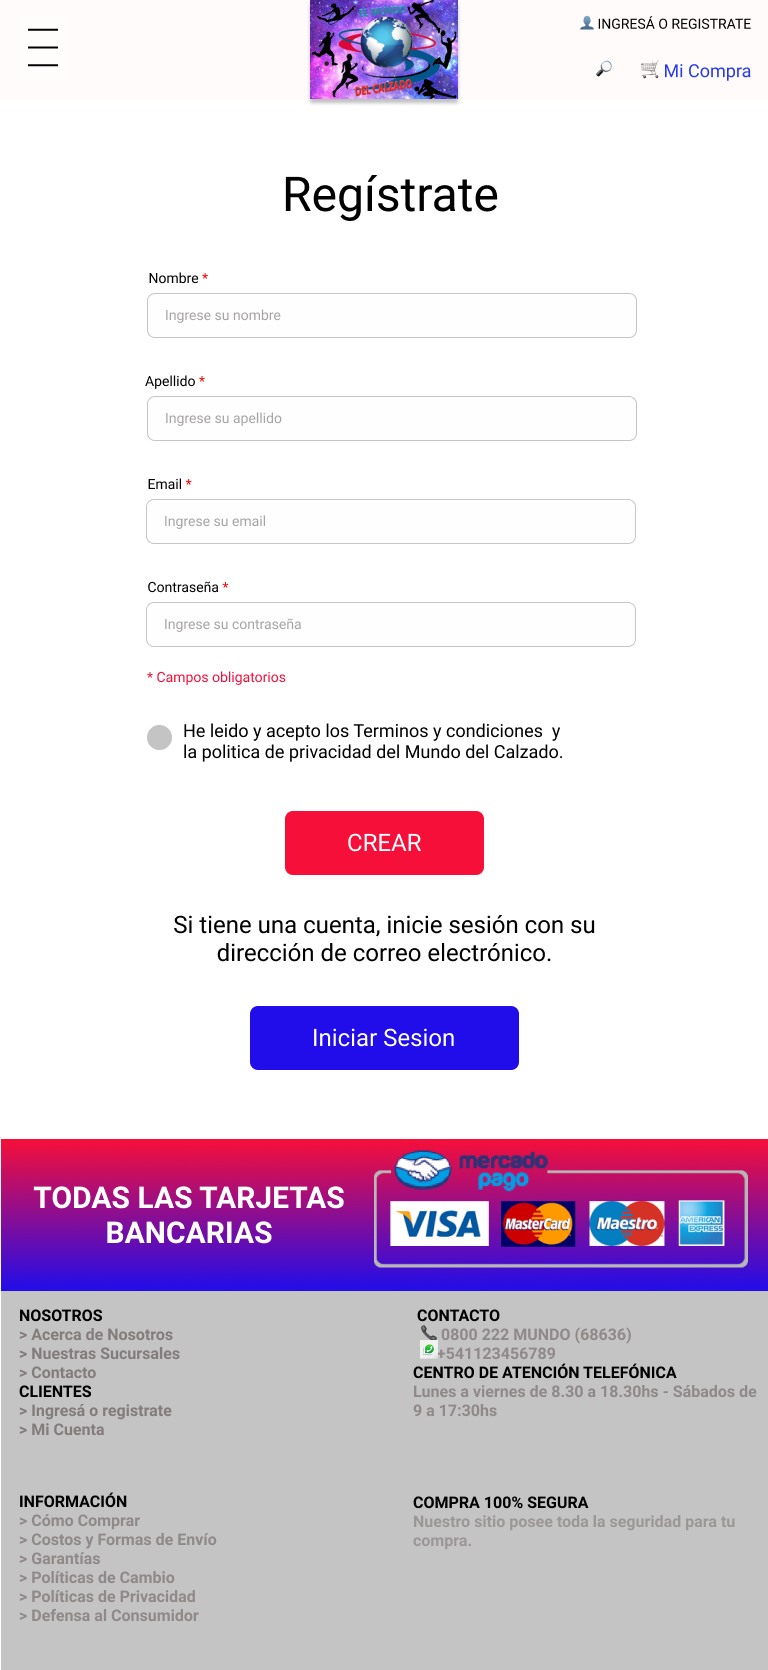 EL MUNDO
DEL CALZADO
INGRESÁ O REGISTRATE
Mi Compra
Regístrate
Nombre *
Ingrese su nombre
Apellido *
Ingrese su apellido
Email *
Ingrese su email
Contraseña *
Ingrese su contraseña
* Campos obligatorios
He leido y acepto los Terminos y condiciones y
la politica de privacidad del Mundo del Calzado.
CREAR
Si tiene una cuenta, inicie sesión con su
dirección de correo electrónico.
Iniciar Sesion
TODAS LAS TARJETAS
BANCARIAS
mercado
pago
VISA
MasterCard
Maestro
AMERICAN
EXPRESS
NOSOTROS
> Acerca de Nosotros
> Nuestras Sucursales
> Contacto
CLIENTES
> Ingresá o registrate
> Mi Cuenta
INFORMACIÓN
> Cómo Comprar
> Costos y Formas de Envío
> Garantías
> Políticas de Cambio
> Políticas de Privacidad
> Defensa al Consumidor
CONTACTO
0800 222 MUNDO (68636)
+541123456789
CENTRO DE ATENCIÓN TELEFÓNICA
Lunes a viernes de 8.30 a 18.30hs - Sábados de
9 a 17:30hs
COMPRA 100% SEGURA
Nuestro sitio posee toda la seguridad para tu
compra.